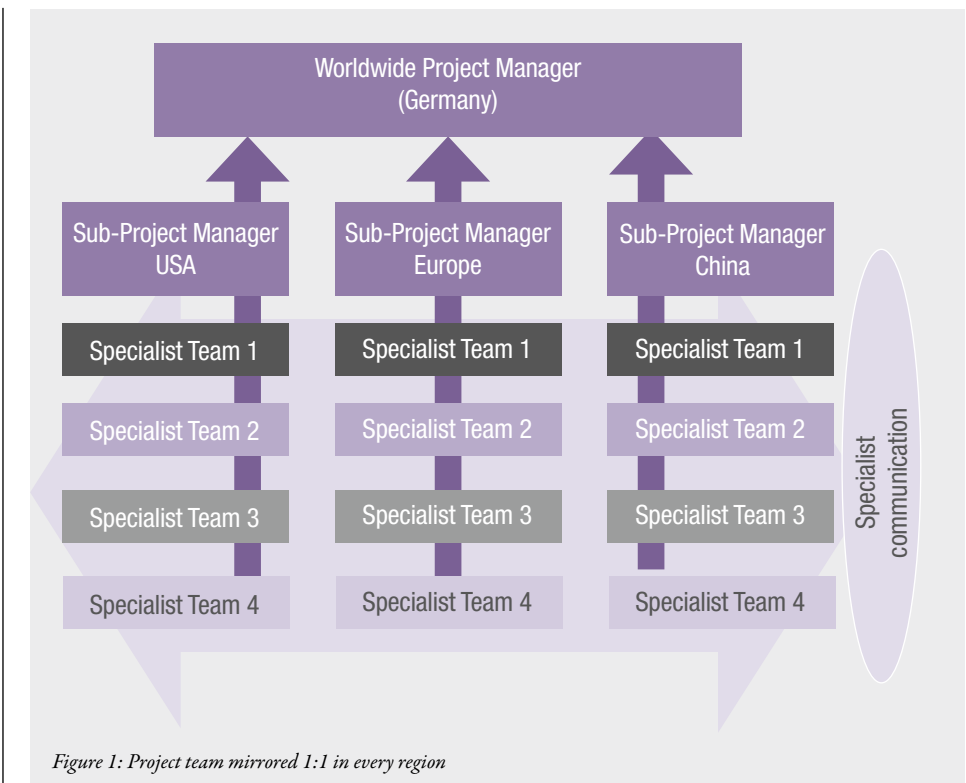 Worldwide Project Manager
(Germany)
Sub-Project Manager
USA
Sub-Project Manager
Europe
Sub-Project Manager
China
Specialist Team 1
Specialist Team 1
Specialist Team 1
Specialist Team 2
Specialist Team 2
Specialist Team 2
Specialist Team 3
Specialist Team 3
Specialist Team 3
Specialist Team 4
Specialist Team 4
Specialist Team 4
Specialist
communication
Figure 1: Project team mirrored 1:1 in every region